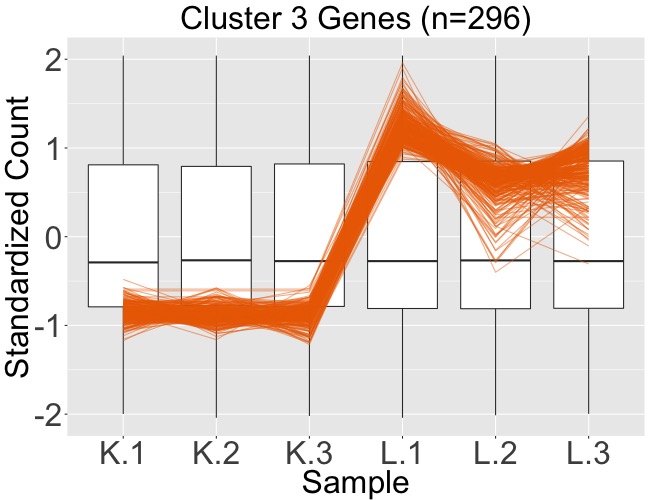 Cluster 3 Genes (n=296)
Standardized Count
2
1
0
-1
-2
K.1 K.2 K.3 L.1 L.2 L.3
Sample